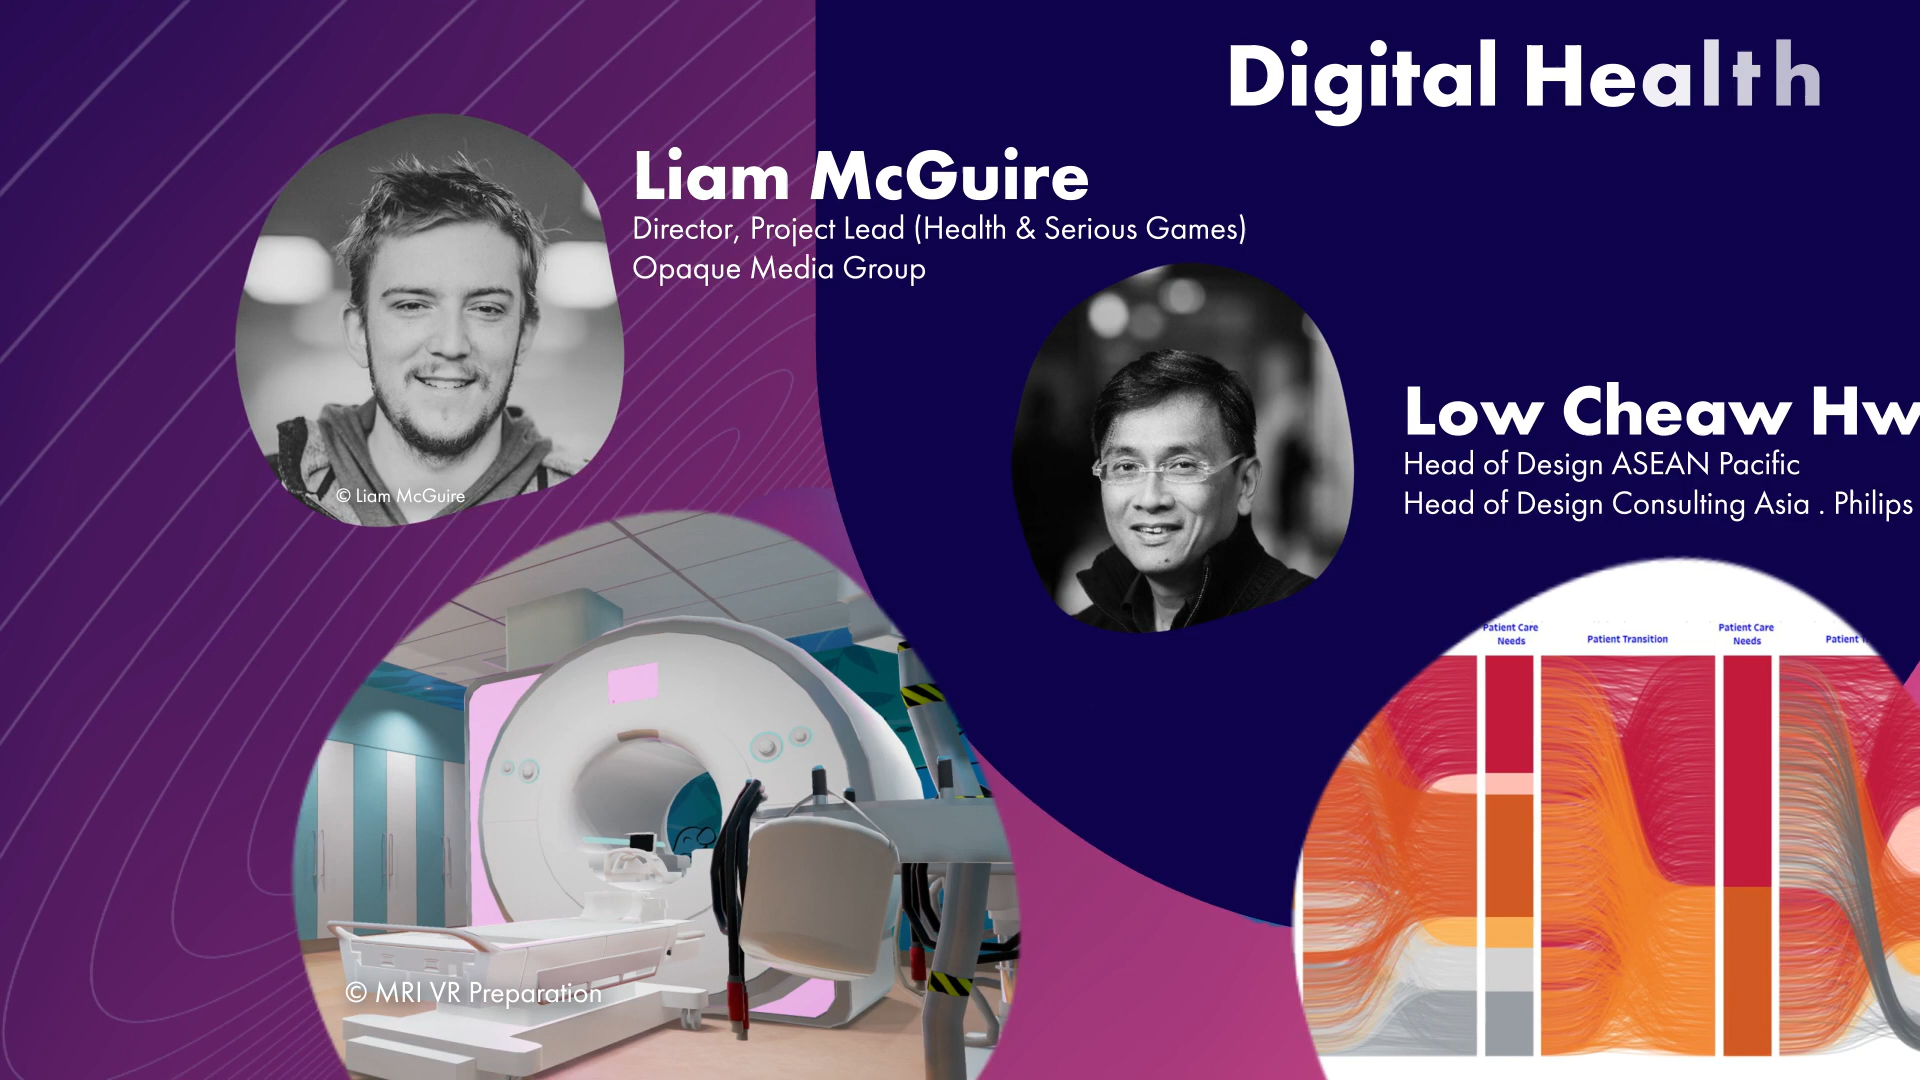 Digital Health
Liam McGuire
Director, Project Lead (Health & Serious Games)
Opaque Media Group
© Liam McGuire
Low Cheaw Hw
Head of Design ASEAN Pacific
Head of Design Consulting Asia . Philips
Patient Care
Needs
Patient Transition
Patient Care
Needs
Patient
© MRI VR Preparation